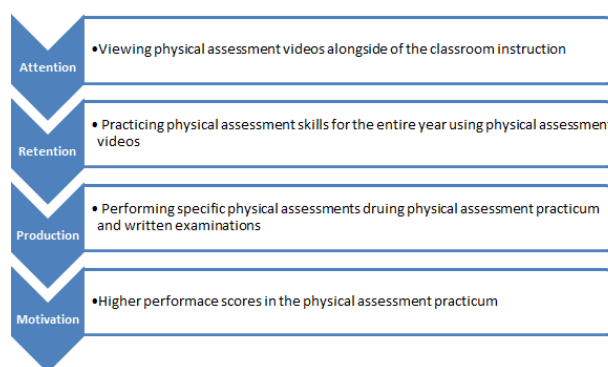 Attention
•Viewing physical assessment videos alongside of the classroom instruction
Retention
• Practicing physical assessment skills for the entire year using physical assessment
videos
Production
• Performing specific physical assessments druing physical assessment practicum
and written examinations
Motivation
•Higher performace scores in the physical assessment practicum